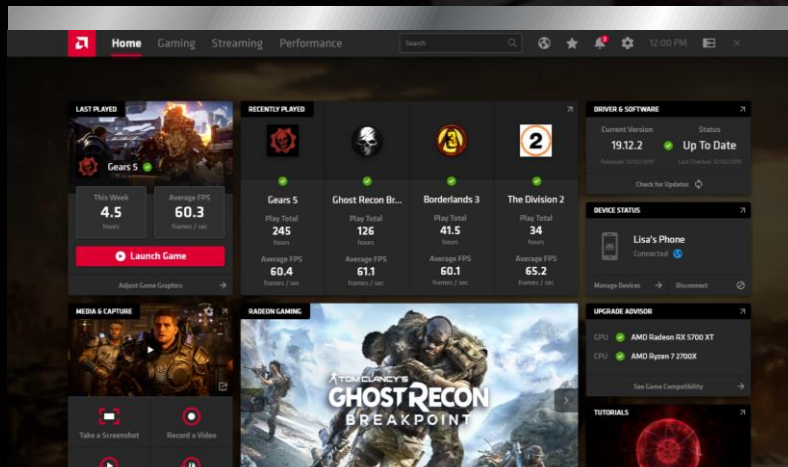 Home Gaming Streaming Performance Search 3 12:00 PM
LAST PLAYED
Gears 5
This Week Average FPS
4.5 60.3
hours frames / sec
Launch Game
Adjust Game Graphics
RECENTLY PLAYED
2
Gears 5 Ghost Recon Br... Borderlands 3 The Division 2
Play Total Play Total Play Total Play Total
245 126 41.5 34
hours hours hours hours
Average FPS Average FPS Average FPS Average FPS
60.4 61.1 60.1 65.2
frames / sec frames / sec frames / sec frames / sec
DRIVER & SOFTWARE
Current Version Status
19.12.2 Up To Date
Check for Updates
DEVICE STATUS
Lisa's Phone
Connected
Manage Devices Disconnect
MEDIA & CAPTURE
Take a Screenshot Record a Video
RADEON GAMING
TOM CLANCY'S
GHOST RECON
BREAKPOINT
UPGRADE ADVISOR
GPU AMD Radeon RX 5700 XT
CPU AMD Ryzen 7 2700X
See Game Compatibility
TUTORIALS